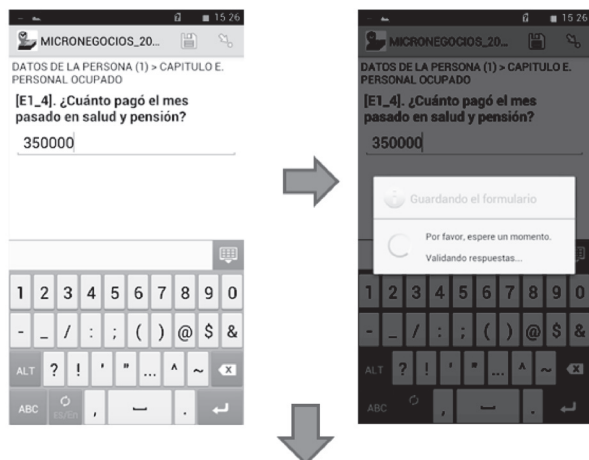 15:26
MICRONEGOCIOS_20...
DATOS DE LA PERSONA (1) > CAPITULO E.
PERSONAL OCUPADO
[E1_4]. ¿Cuánto pagó el mes
pasado en salud y pensión?
350000
1 2 3 4 5 6 7 8 9 0
- _ / : ; ( ) @ $ &
ALT ? ! ' " ... ^ ~
ABC Es/En , .
15:26
MICRONEGOCIOS_20...
DATOS DE LA PERSONA (1) > CAPITULO E.
PERSONAL OCUPADO
[E1_4]. ¿Cuánto pagó el mes
pasado en salud y pensión?
350000
Guardando el formulario
Por favor, espere un momento.
Validando respuestas...
1 2 3 4 5 6 7 8 9 0
- _ / : ; ( ) @ $ &
ALT ? ! ' " ... ^ ~
ABC , .